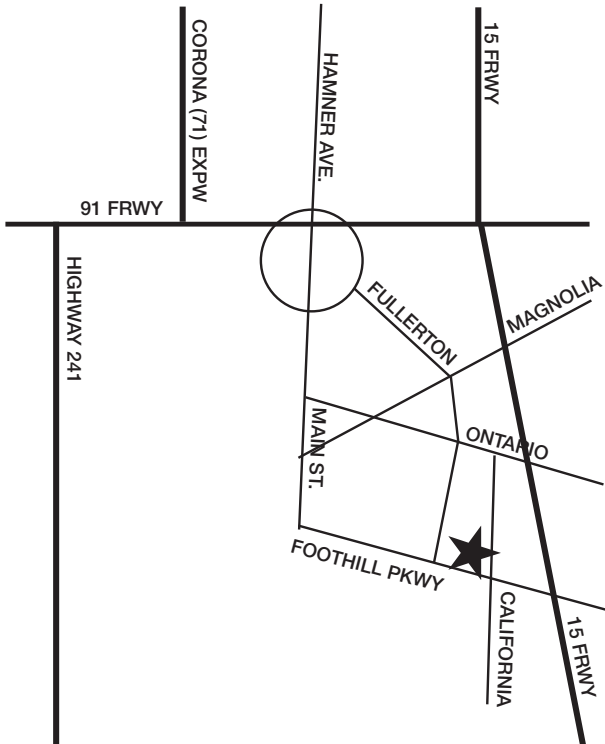 CORONA (71) EXPW
HAMNER AVE.
15 FRWY
91 FRWY
HIGHWAY 241
FULLERTON
MAGNOLIA
MAIN ST.
ONTARIO
FOOTHILL PKWY
CALIFORNIA
15 FRWY